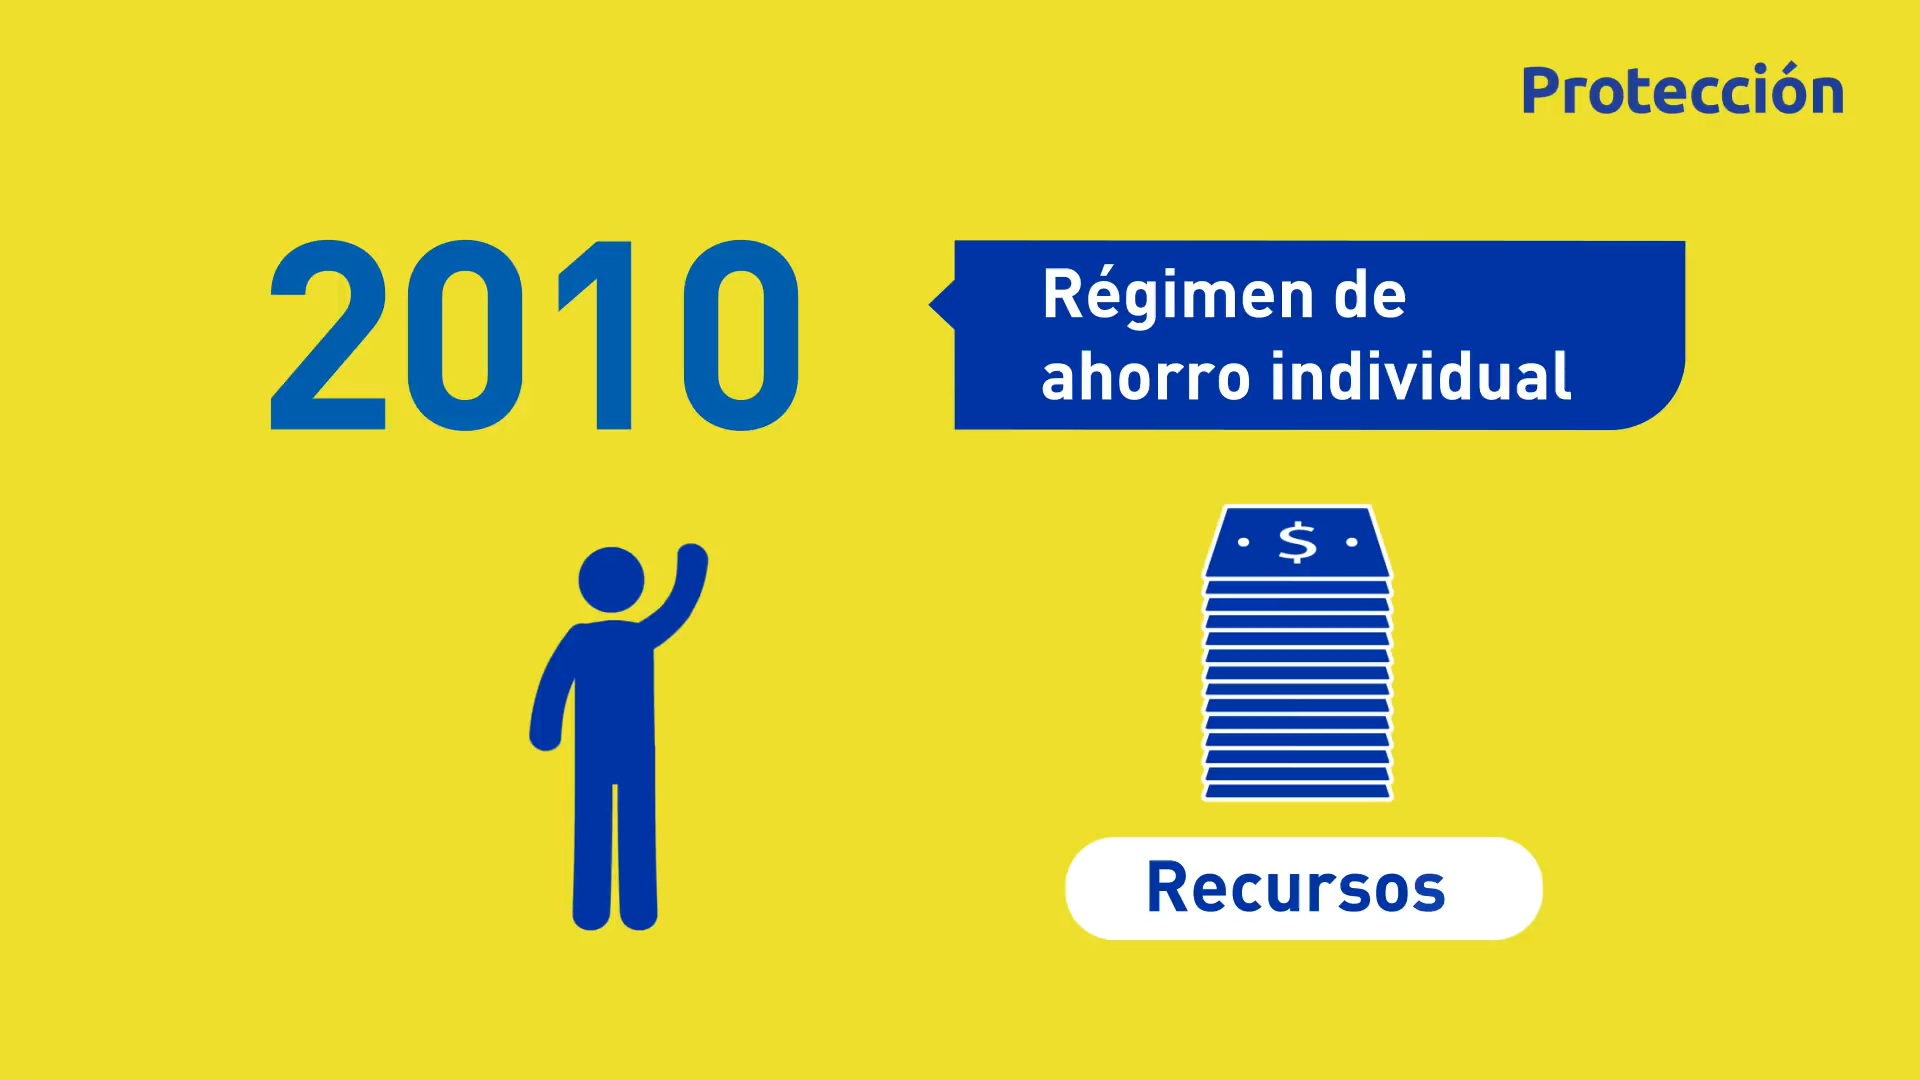 Protección
2010
Régimen de
ahorro individual
$
Recursos